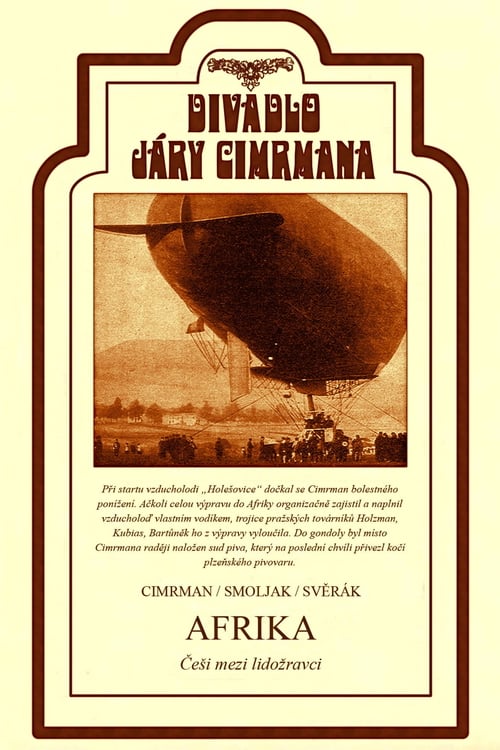 DIVADLO
JÁRY CIMRMANA
Při startu vzducholodi „Holešovice“ dočkal se Cimrman bolestného
ponížení. Ačkoli celou výpravu do Afriky organizačně zajistil a naplnil
vzducholoď vlastním vodíkem, trojice pražských továrníků Holzman,
Kubias, Bartůněk ho z výpravy vyloučila. Do gondoly byl místo
Cimrmana raději naložen sud piva, který na poslední chvíli přivezl kočí
plzeňského pivovaru.
CIMRMAN / SMOLJAK / SVĚRÁK
AFRIKA
Češi mezi lidožravci